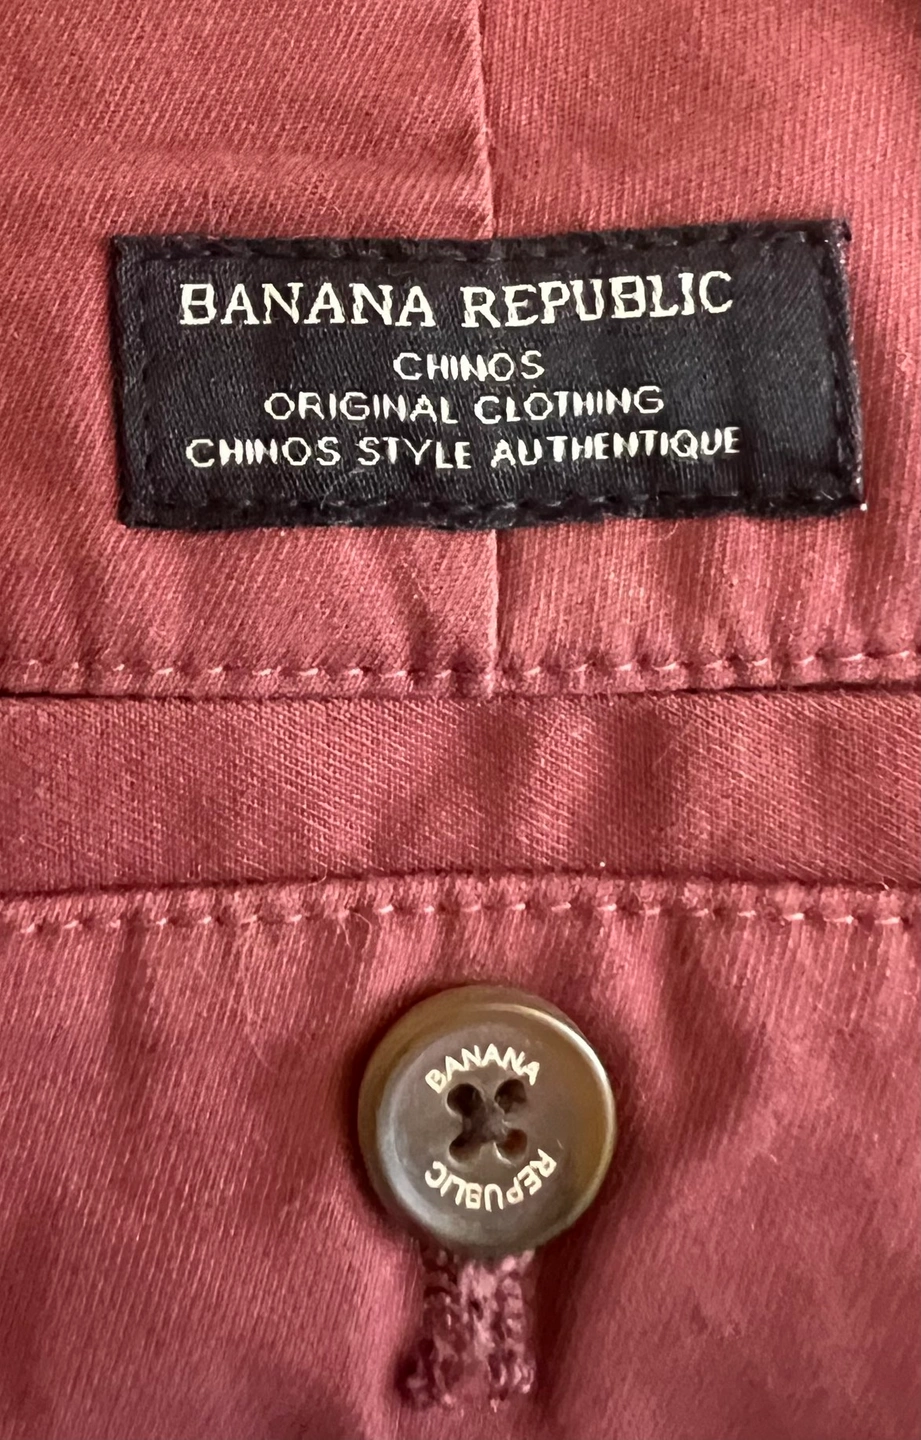 BANANA REPUBLIC
CHINOS
ORIGINAL CLOTHING
CHINOS STYLE AUTHENTIQUE
BANANA
REPUBLIC